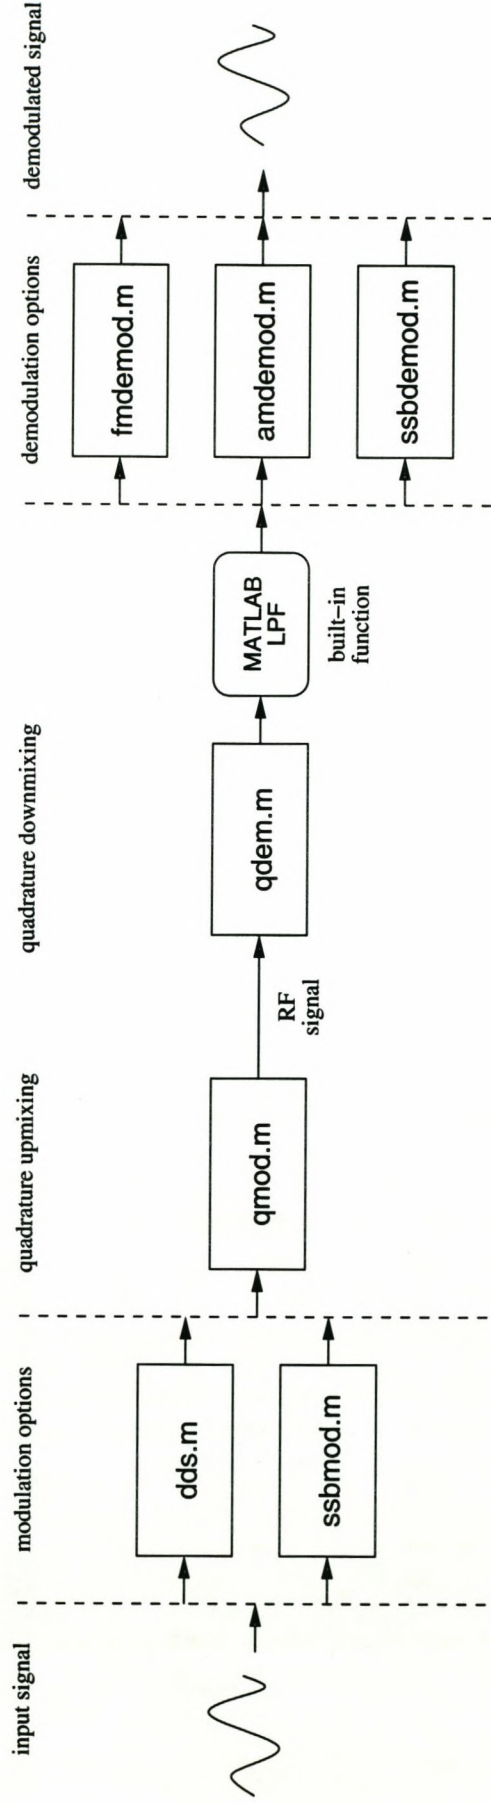 input signal
modulation options
quadrature upmixing
quadrature downmixing
demodulation options
demodulated signal
dds.m
ssbmod.m
qmod.m
RF
signal
qdem.m
MATLAB
LPF
built-in
function
fmdemod.m
amdemod.m
ssbdemod.m